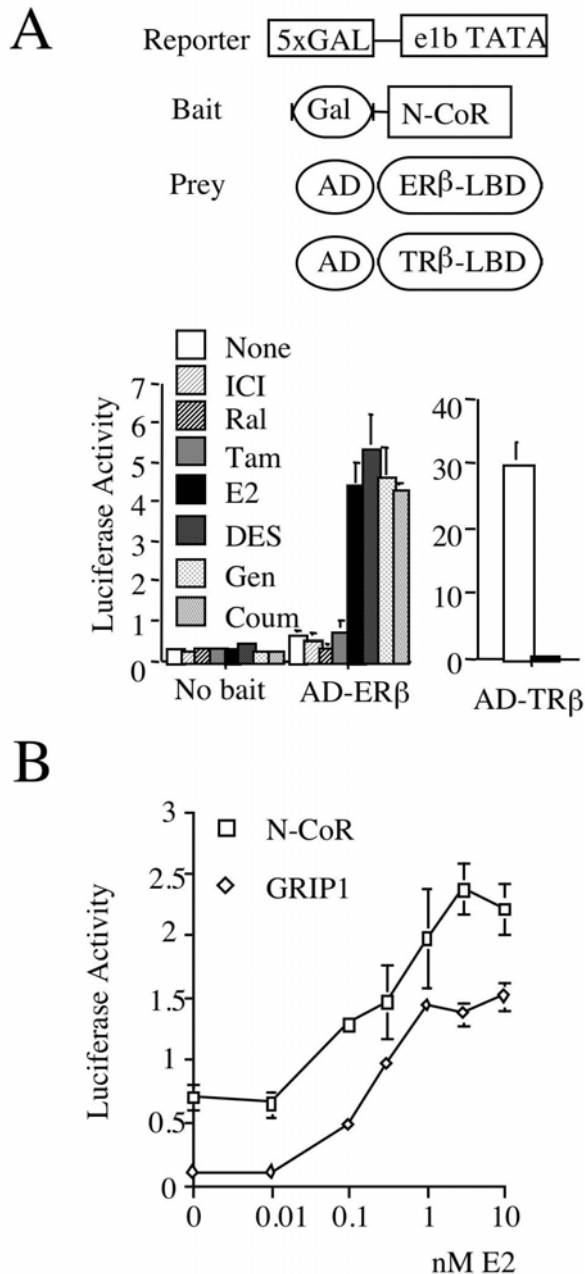 A
Reporter 5xGAL e1b TATA
Bait Gal N-CoR
Prey AD ERβ-LBD
AD TRβ-LBD
Luciferase Activity
7
6
5
4
3
2
1
0
None
ICI
Ral
Tam
E2
DES
Gen
Coum
No bait
AD-ERβ
40
30
20
10
0
AD-TRβ
B
Luciferase Activity
3
2.5
2
1.5
1
0.5
0
N-CoR
GRIP1
0 0.01 0.1 1 10
nM E2